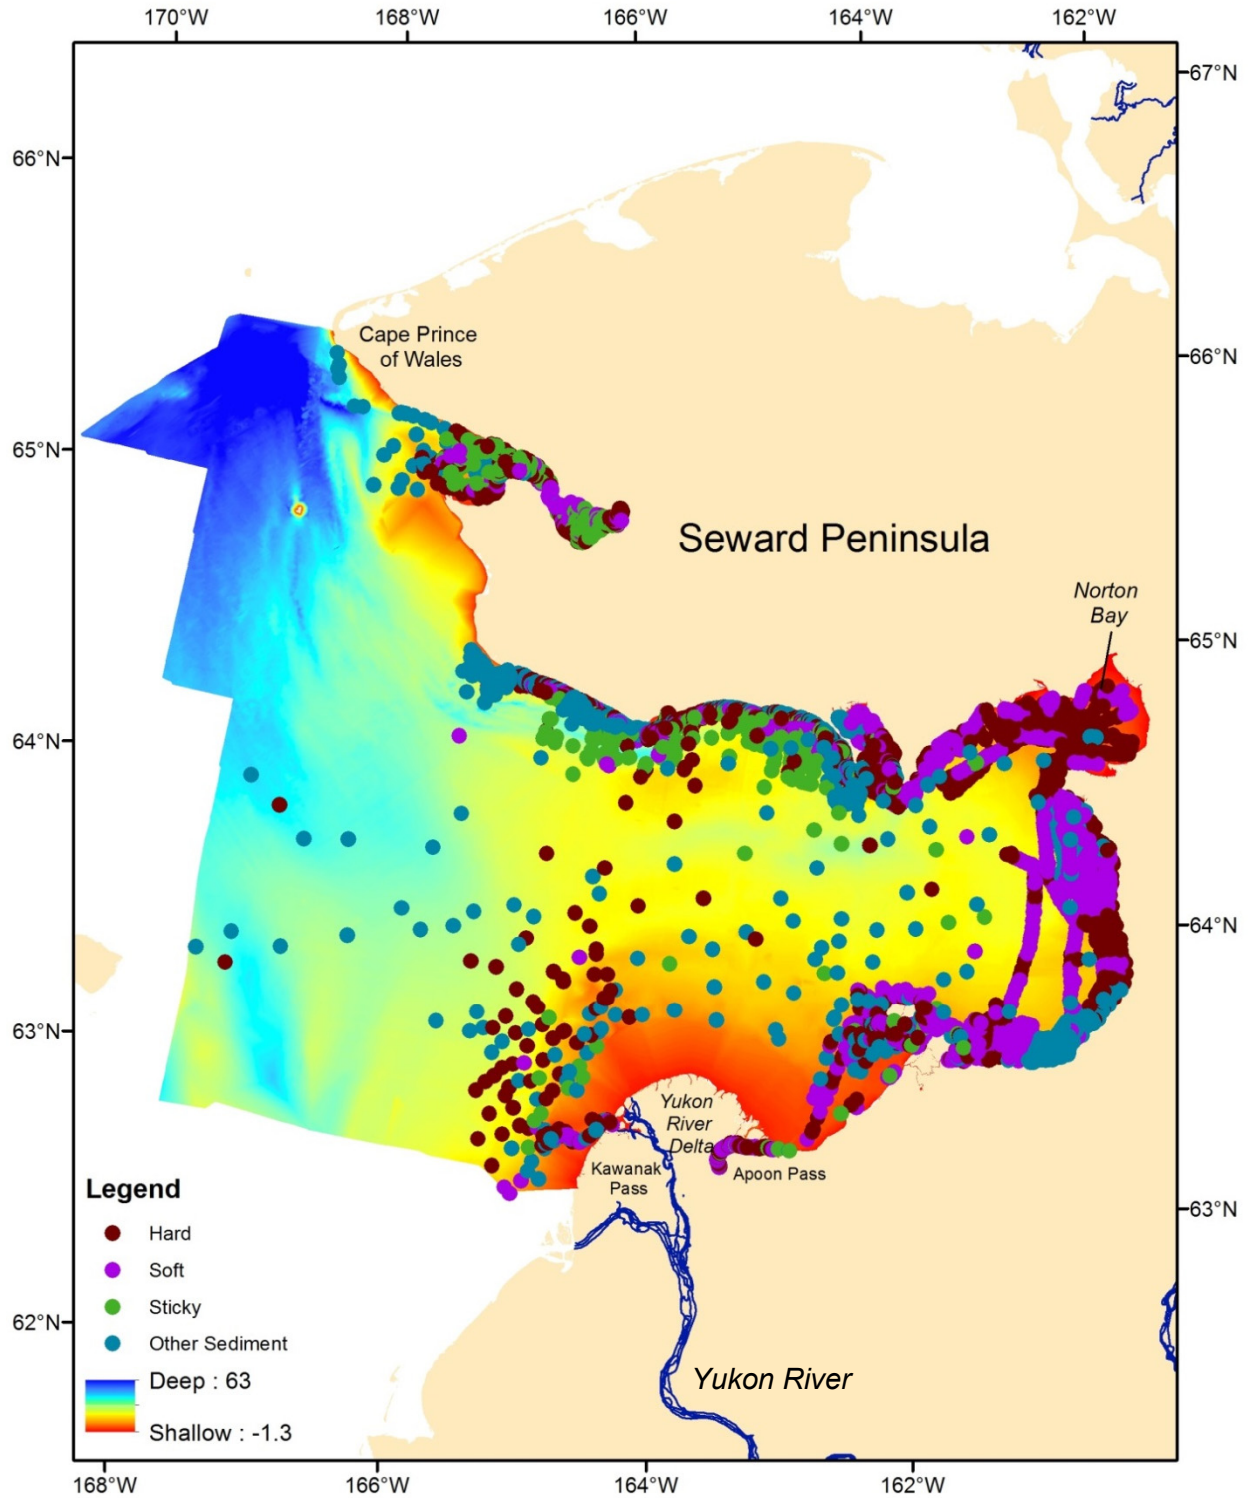 170°W 168°W 166°W 164°W 162°W
67°N
66°N
Cape Prince
of Wales
66°N
65°N
Seward Peninsula
Norton
Bay
65°N
64°N
64°N
63°N
Yukon
River
Delta
Kawanak
Pass
Apoon Pass
Legend
Hard
Soft
Sticky
Other Sediment
Deep : 63
Shallow : -1.3
63°N
62°N
Yukon River
168°W 166°W 164°W 162°W